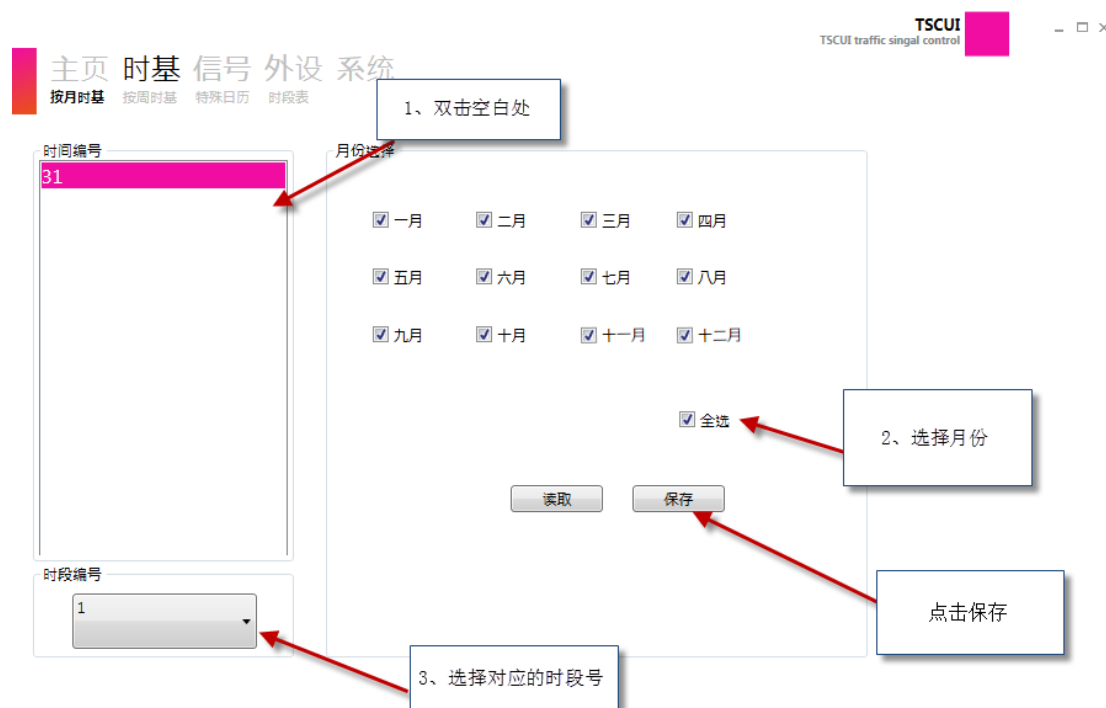 TSCUI
TSCUI traffic singal control
主页 时基 信号 外设 系统
按月时基 按周时基 特殊日历 时段表
1、双击空白处
时间编号
月份选择
31
一月 二月 三月 四月
五月 六月 七月 八月
九月 十月 十一月 十二月
全选
2、选择月份
读取 保存
时段编号
1
点击保存
3、选择对应的时段号